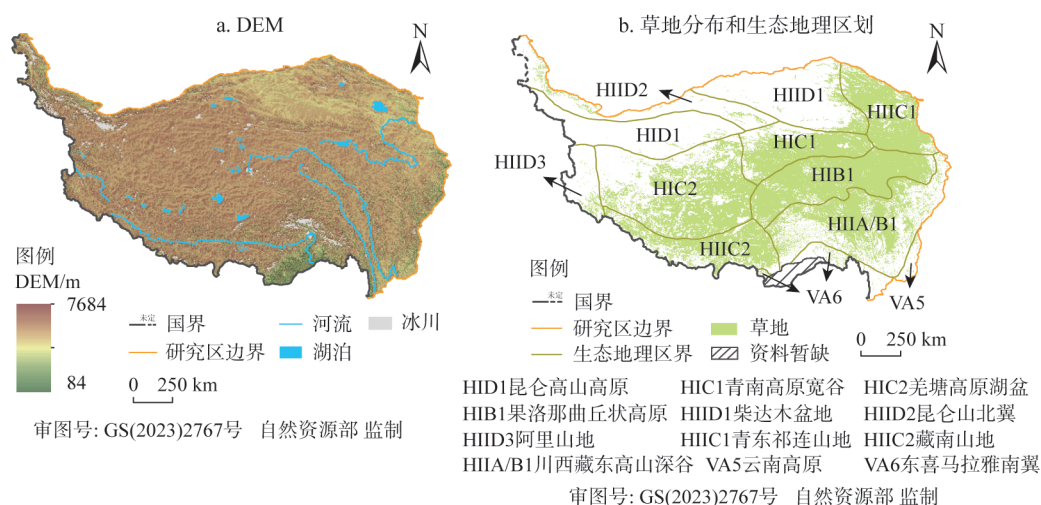 a. DEM
N
图例
DEM/m
7684
84
未定
国界
河流
冰川
研究区边界
湖泊
0 250 km
审图号: GS(2023)2767号 自然资源部 监制
b. 草地分布和生态地理区划
N
HIID2
HIID1
HIIC1
HID1
HIC1
HIID3
HIB1
HIC2
HIIA/B1
HIIC2
VA6
VA5
图例
未定
国界
研究区边界
草地
生态地理区界
资料暂缺
0 250 km
HID1昆仑高山高原 HIC1青南高原宽谷 HIC2羌塘高原湖盆
HIB1果洛那曲丘状高原 HIID1柴达木盆地 HIID2昆仑山北翼
HIID3阿里山地 HIIC1青东祁连山地 HIIC2藏南山地
HIIA/B1川西藏东高山深谷 VA5云南高原 VA6东喜马拉雅南翼
审图号: GS(2023)2767号 自然资源部 监制